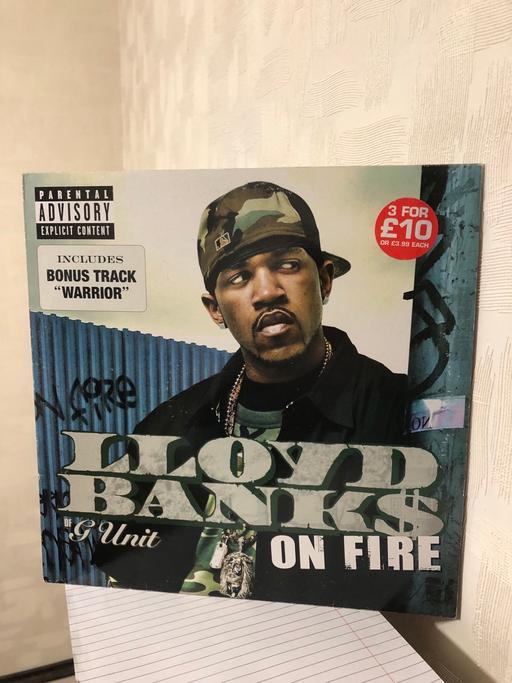 PARENTAL
ADVISORY
EXPLICIT CONTENT
INCLUDES
BONUS TRACK
"WARRIOR"
3 FOR
£10
OR £3.99 EACH
LLOYD
BANK$
OF G Unit
ON FIRE